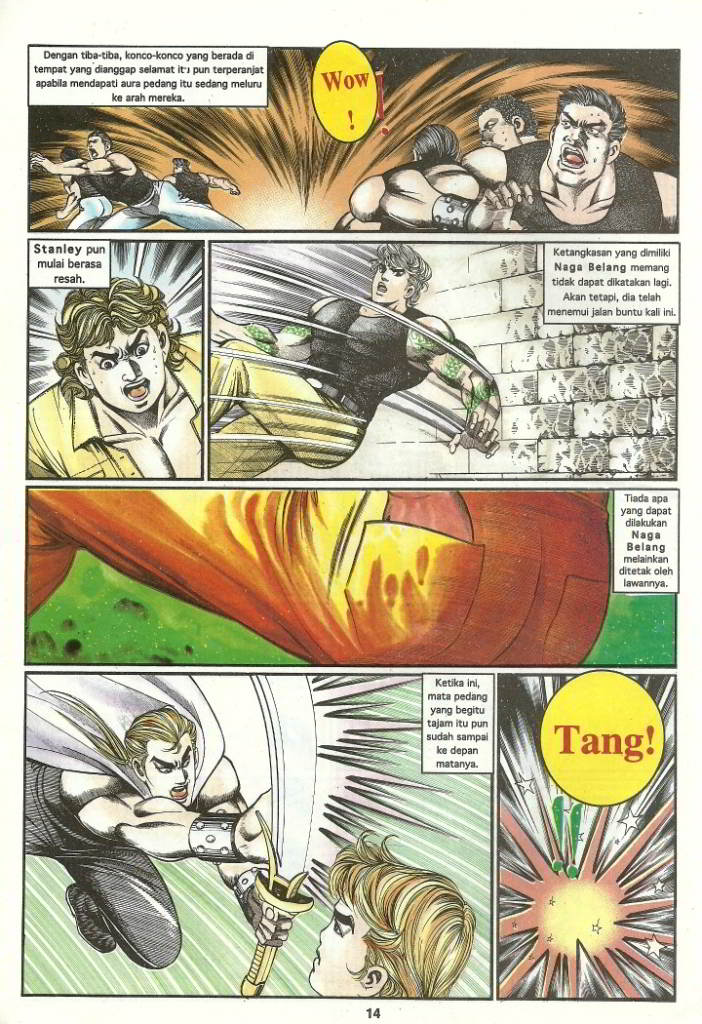 Dengan tiba-tiba, konco-konco yang berada di
tempat yang dianggap selamat itu pun terperanjat
apabila mendapati aura pedang itu sedang meluru
ke arah mereka.
Wow
!
!
Stanley pun
mulai berasa
resah.
Ketangkasan yang dimiliki
Naga Belang memang
tidak dapat dikatakan lagi.
Akan tetapi, dia telah
menemui jalan buntu kali ini.
Tiada apa
yang dapat
dilakukan
Naga
Belang
melainkan
ditetak oleh
lawannya.
Ketika ini,
mata pedang
yang begitu
tajam itu pun
sudah sampai
ke depan
matanya.
Tang!
!!
14